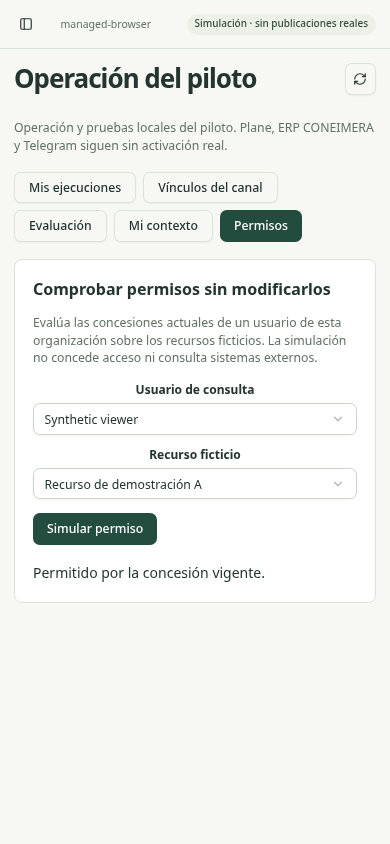 managed-browser
Simulación · sin publicaciones reales
Operación del piloto
Operación y pruebas locales del piloto. Plane, ERP CONEIMERA
y Telegram siguen sin activación real.
Mis ejecuciones
Vínculos del canal
Evaluación
Mi contexto
Permisos
Comprobar permisos sin modificarlos
Evalúa las concesiones actuales de un usuario de esta
organización sobre los recursos ficticios. La simulación
no concede acceso ni consulta sistemas externos.
Usuario de consulta
Synthetic viewer
Recurso ficticio
Recurso de demostración A
Simular permiso
Permitido por la concesión vigente.